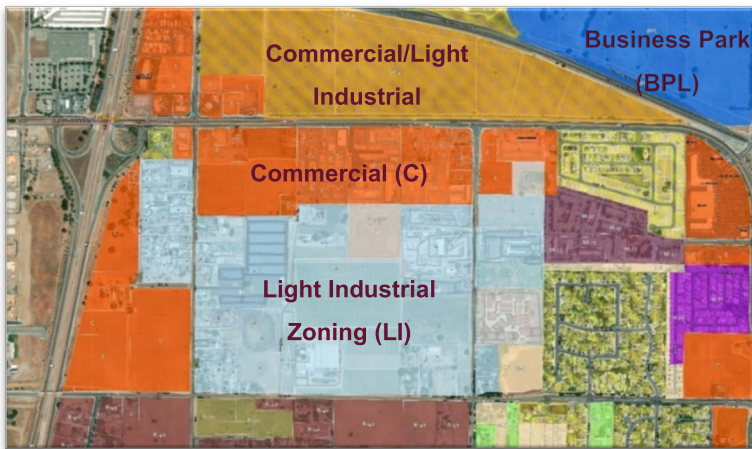 Commercial/Light
Industrial
Business Park
(BPL)
Commercial (C)
Light Industrial
Zoning (LI)